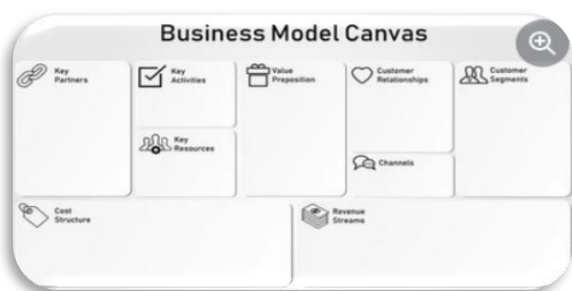 Business Model Canvas
Key
Partners
Key
Activities
Key
Resources
Value
Preposition
Customer
Relationships
Channels
Customer
Segments
Cost
Structure
Revenue
Streams